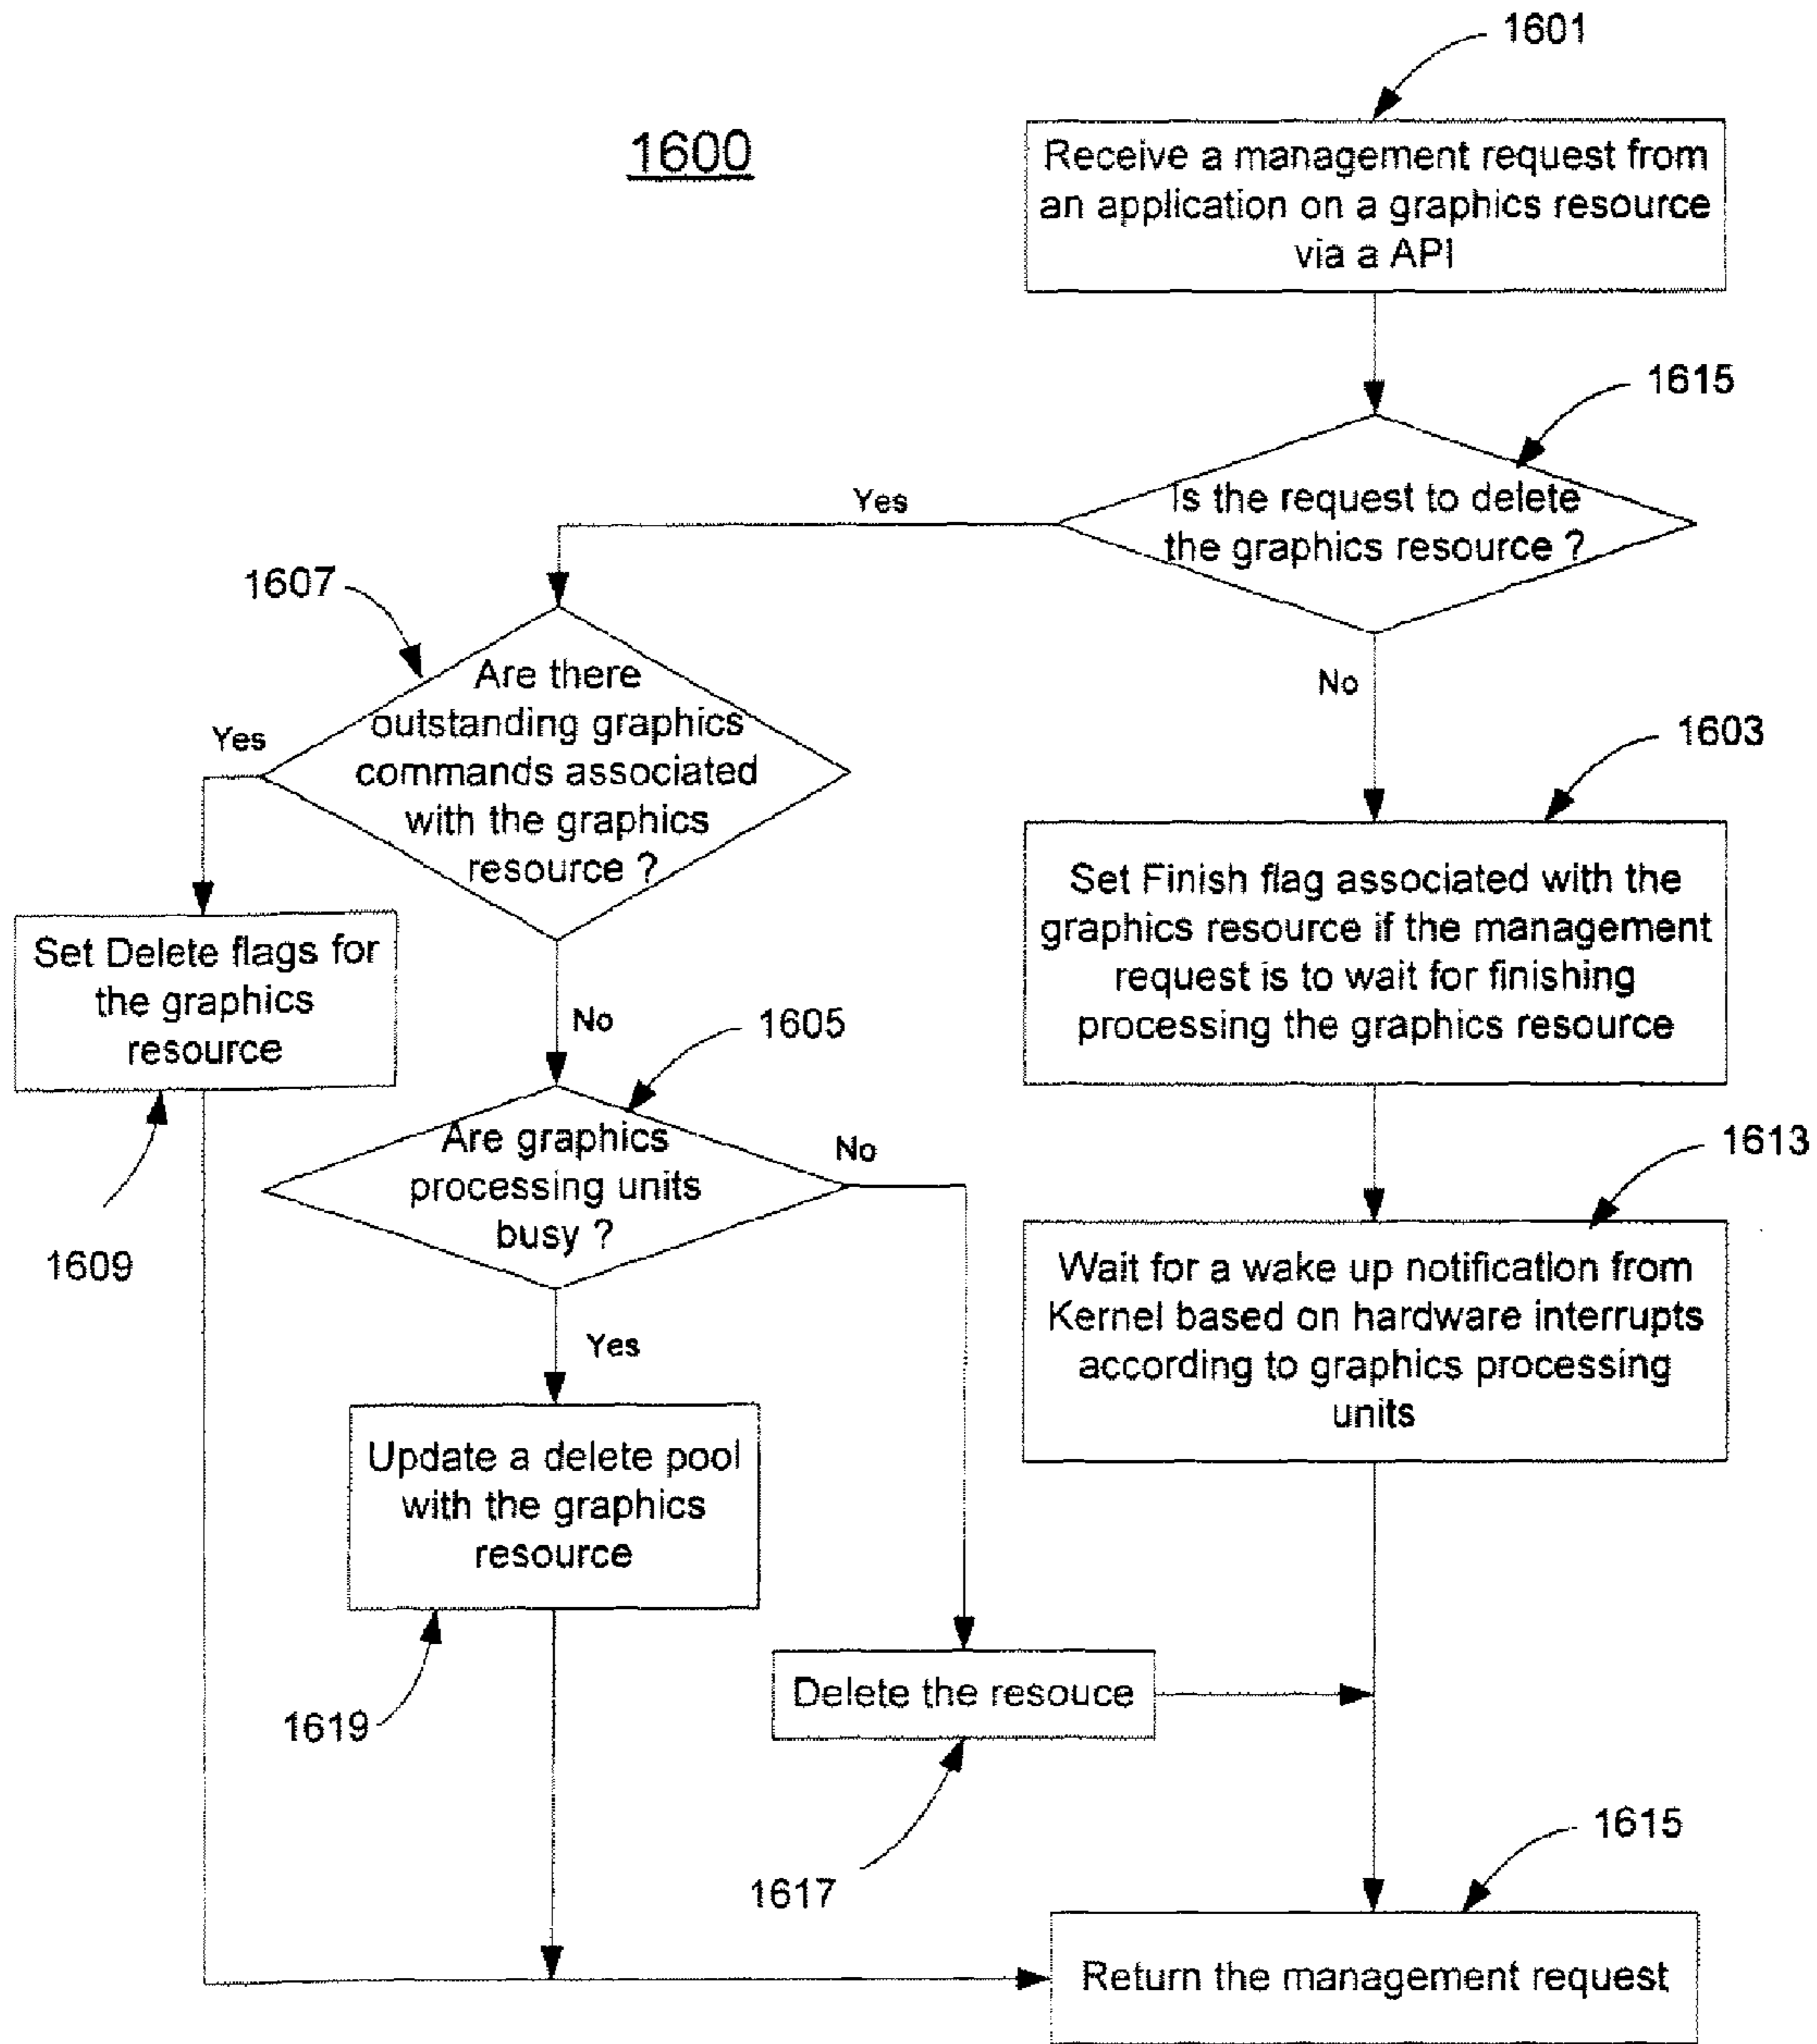 1601
1600
Receive a management request from
an application on a graphics resource
via a API
1615
Is the request to delete
the graphics resource ?
Yes
No
1607
Are there
outstanding graphics
commands associated
with the graphics
resource ?
Yes
No
1603
Set Finish flag associated with the
graphics resource if the management
request is to wait for finishing
processing the graphics resource
Set Delete flags for
the graphics
resource
1609
1605
Are graphics
processing units
busy ?
No
Yes
1613
Wait for a wake up notification from
Kernel based on hardware interrupts
according to graphics processing
units
Update a delete pool
with the graphics
resource
1619
Delete the resouce
1617
1615
Return the management request